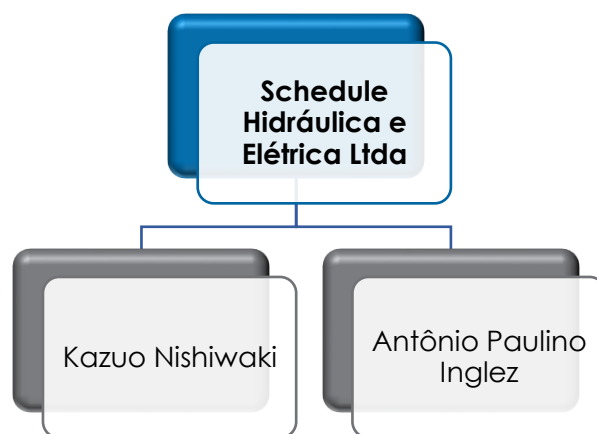 Schedule
Hidráulica e
Elétrica Ltda
Kazuo Nishiwaki
Antônio Paulino
Inglez